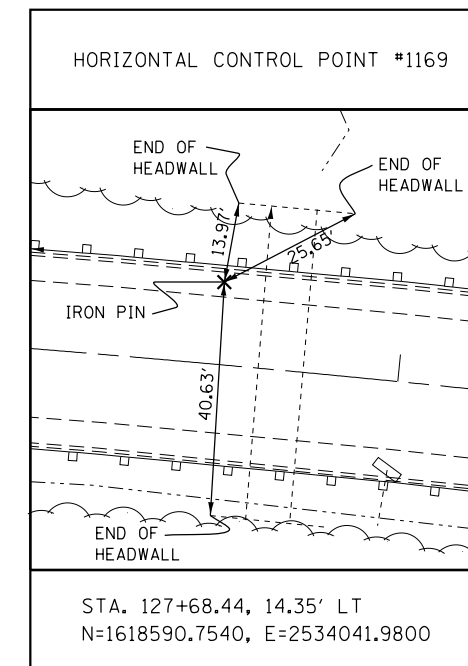 HORIZONTAL CONTROL POINT #1169
END OF
HEADWALL
END OF
HEADWALL
13.97'
25.65'
IRON PIN
40.63'
END OF
HEADWALL
STA. 127+68.44, 14.35' LT
N=1618590.7540, E=2534041.9800